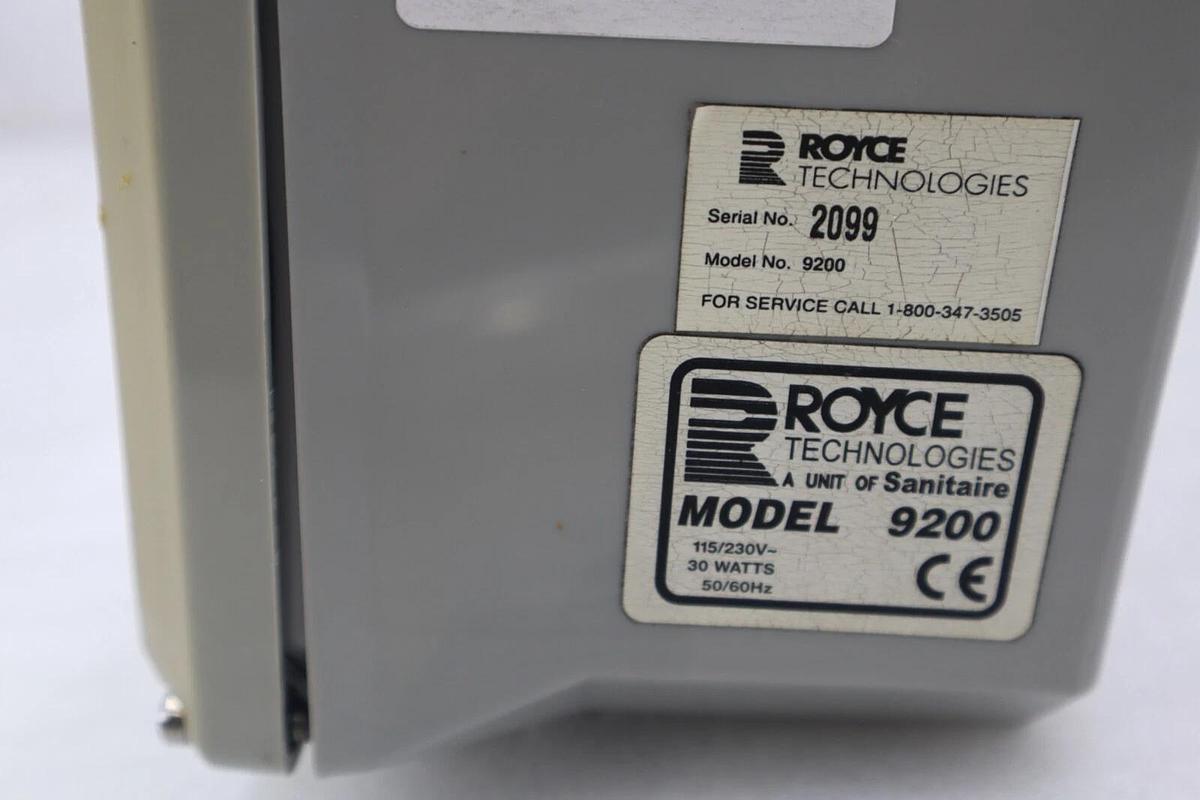 ROYCE
TECHNOLOGIES
Serial No. 2099
Model No. 9200
FOR SERVICE CALL 1-800-347-3505
ROYCE
TECHNOLOGIES
A UNIT OF Sanitaire
MODEL 9200
115/230V~
30 WATTS
50/60Hz
CE